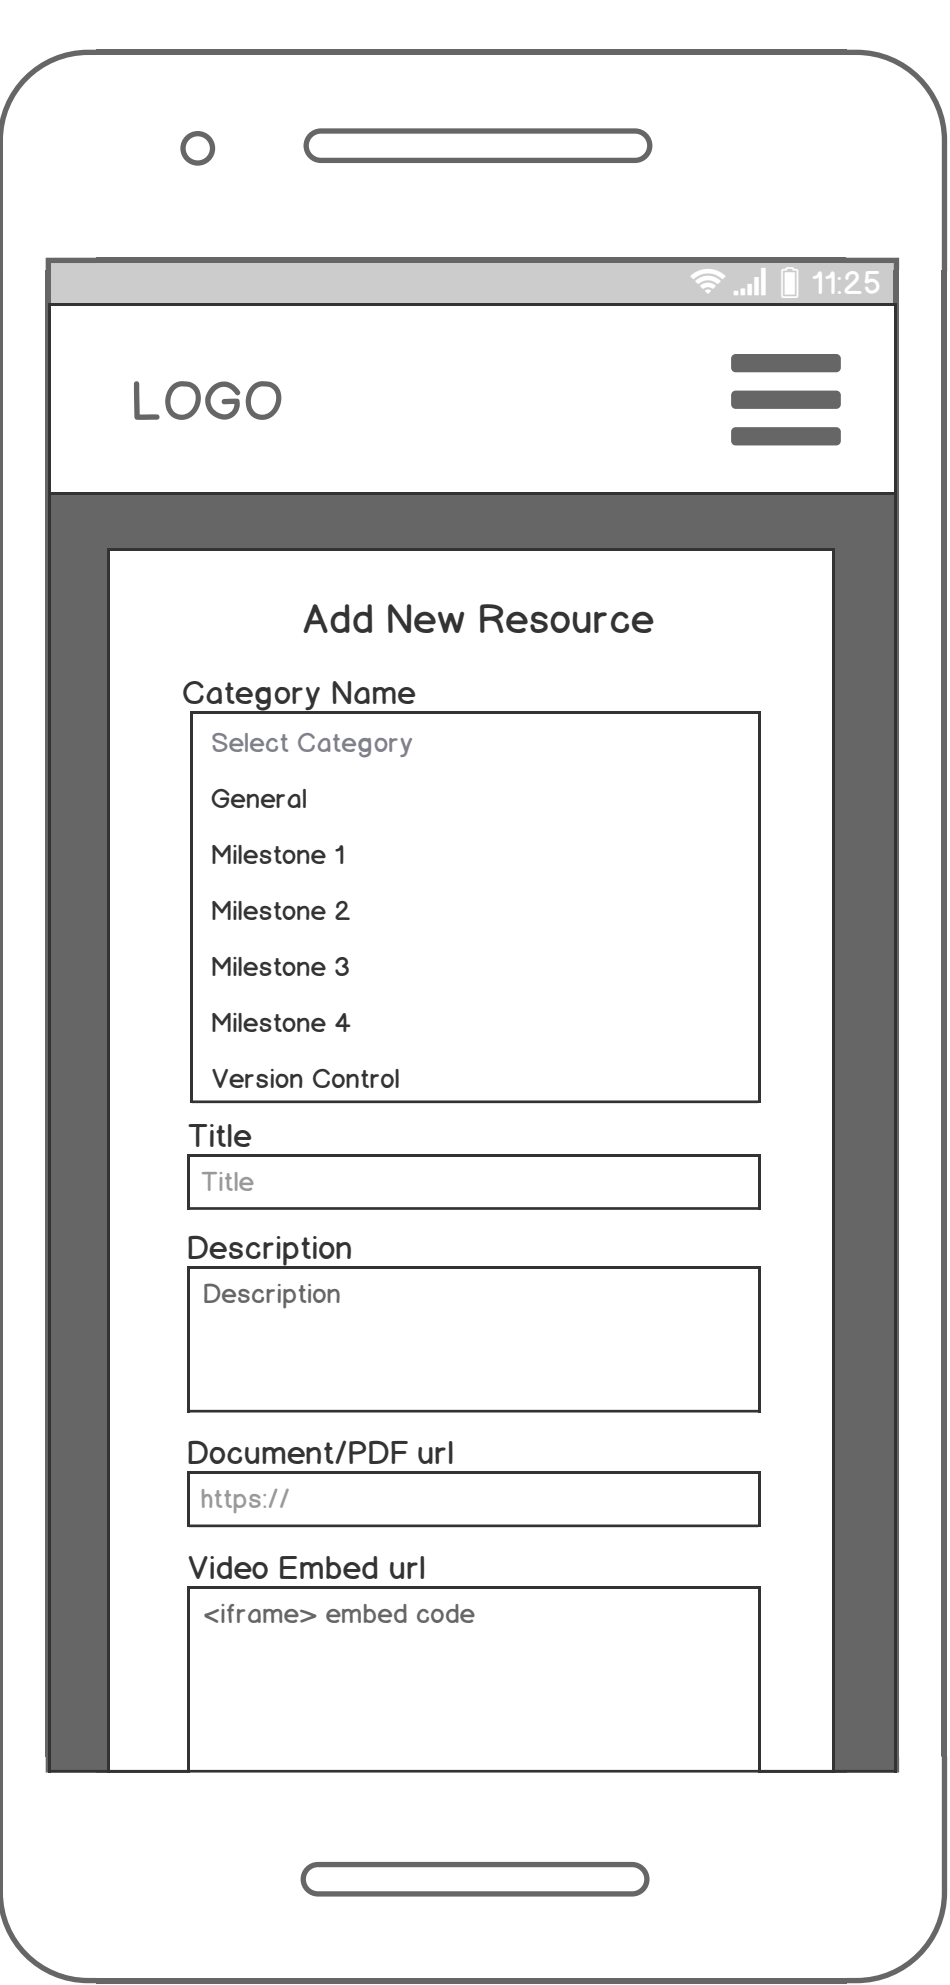 11:25
LOGO
Add New Resource
Category Name
Select Category
General
Milestone 1
Milestone 2
Milestone 3
Milestone 4
Version Control
Title
Title
Description
Description
Document/PDF url
https://
Video Embed url
<iframe> embed code